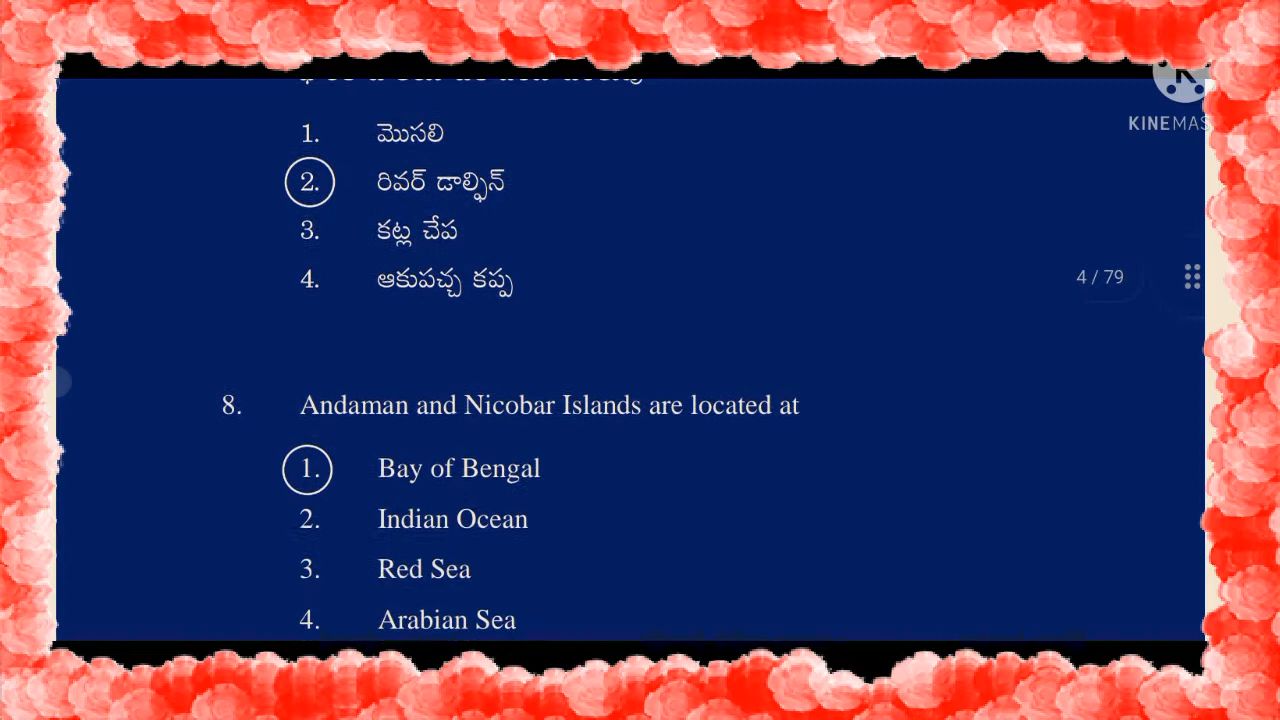 1. మొసలి
2. రివర్ డాల్ఫిన్
3. కట్ల చేప
4. ఆకుపచ్చ కప్ప
8. Andaman and Nicobar Islands are located at
1. Bay of Bengal
2. Indian Ocean
3. Red Sea
4. Arabian Sea
4 / 79
KINEMAS